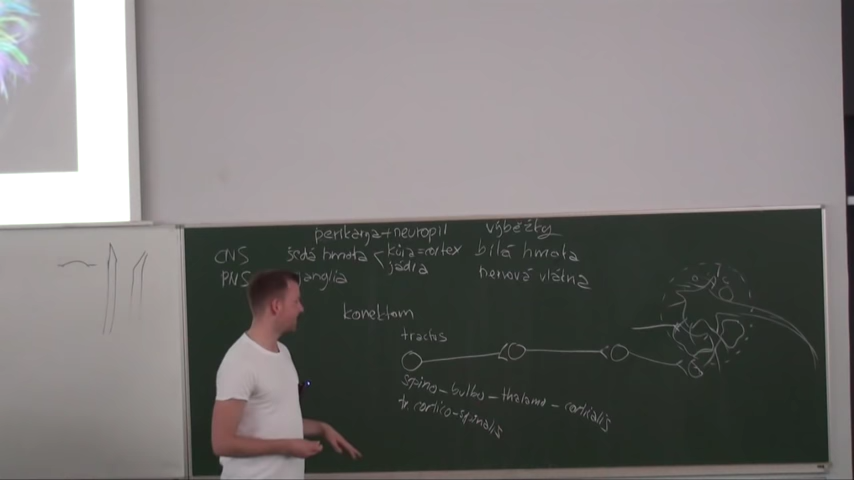 perikarya+neuropil výběžky
CNS šedá hmota < kůra=cortex bílá hmota
jádra
PNS ganglia nervová vlákna
konektom
tractus
spino-bulbo-thalamo-corticalis
tr. cortico-spinalis